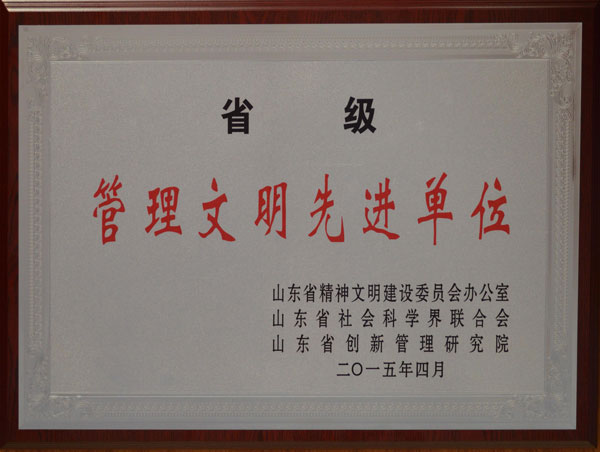 省级
管理文明先进单位
山东省精神文明建设委员会办公室
山东省社会科学界联合会
山东省创新管理研究院
二〇一五年四月